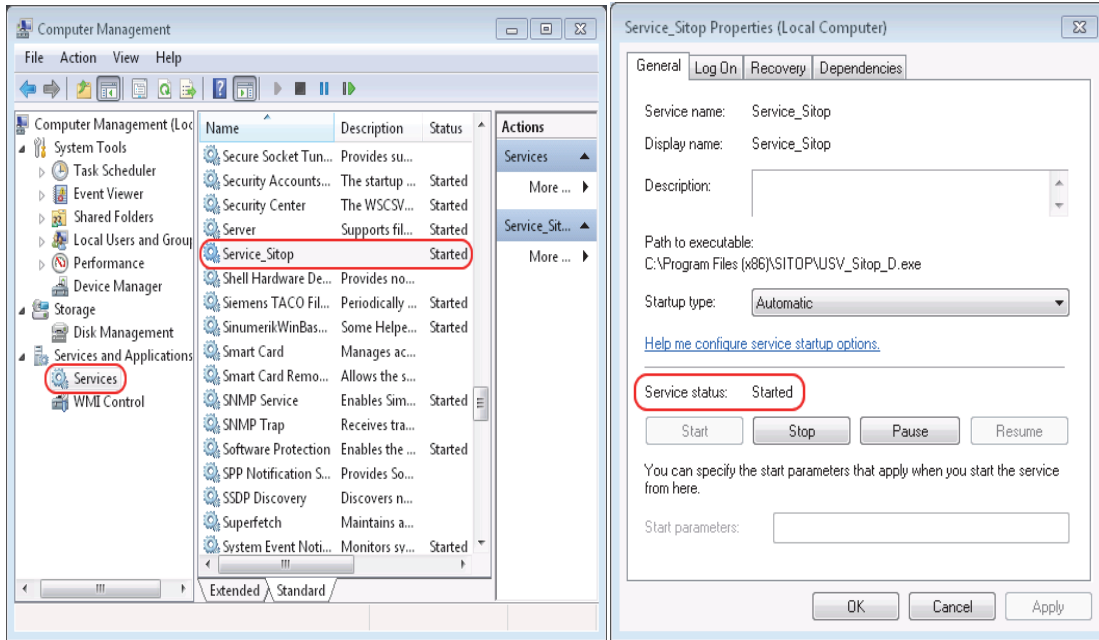 Computer Management
File Action View Help
Computer Management (Loc
System Tools
Task Scheduler
Event Viewer
Shared Folders
Local Users and Group
Performance
Device Manager
Storage
Disk Management
Services and Applications
Services
WMI Control
Name Description Status
Secure Socket Tun... Provides su...
Security Accounts... The startup ... Started
Security Center The WSCSV... Started
Server Supports fil... Started
Service_Sitop Started
Shell Hardware De... Provides no...
Siemens TACO Fil... Periodically ... Started
SinumerikWinBas... Some Helpe... Started
Smart Card Manages ac...
Smart Card Remo... Allows the s...
SNMP Service Enables Sim... Started
SNMP Trap Receives tra...
Software Protection Enables the ... Started
SPP Notification S... Provides So...
SSDP Discovery Discovers n...
Superfetch Maintains a...
System Event Noti... Monitors sy... Started
Extended Standard
Actions
Services
More ...
Service_Sit...
More ...
Service_Sitop Properties (Local Computer)
General Log On Recovery Dependencies
Service name: Service_Sitop
Display name: Service_Sitop
Description:
Path to executable:
C:\Program Files (x86)\SITOP\USV_Sitop_D.exe
Startup type: Automatic
Help me configure service startup options.
Service status: Started
Start Stop Pause Resume
You can specify the start parameters that apply when you start the service
from here.
Start parameters:
OK Cancel Apply